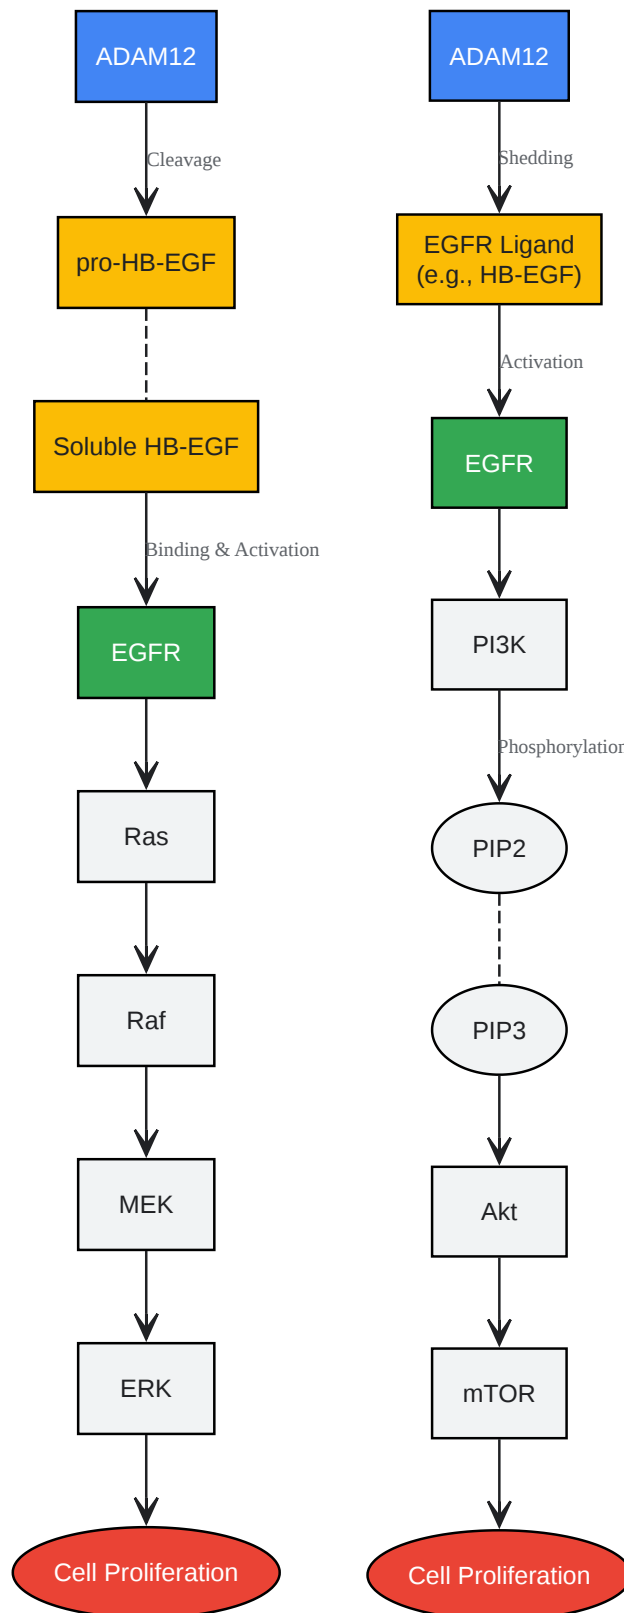 ADAM12
Cleavage
pro-HB-EGF
Soluble HB-EGF
Binding & Activation
EGFR
Ras
Raf
MEK
ERK
Cell Proliferation
ADAM12
Shedding
EGFR Ligand
(e.g., HB-EGF)
Activation
EGFR
PI3K
Phosphorylation
PIP2
PIP3
Akt
mTOR
Cell Proliferation